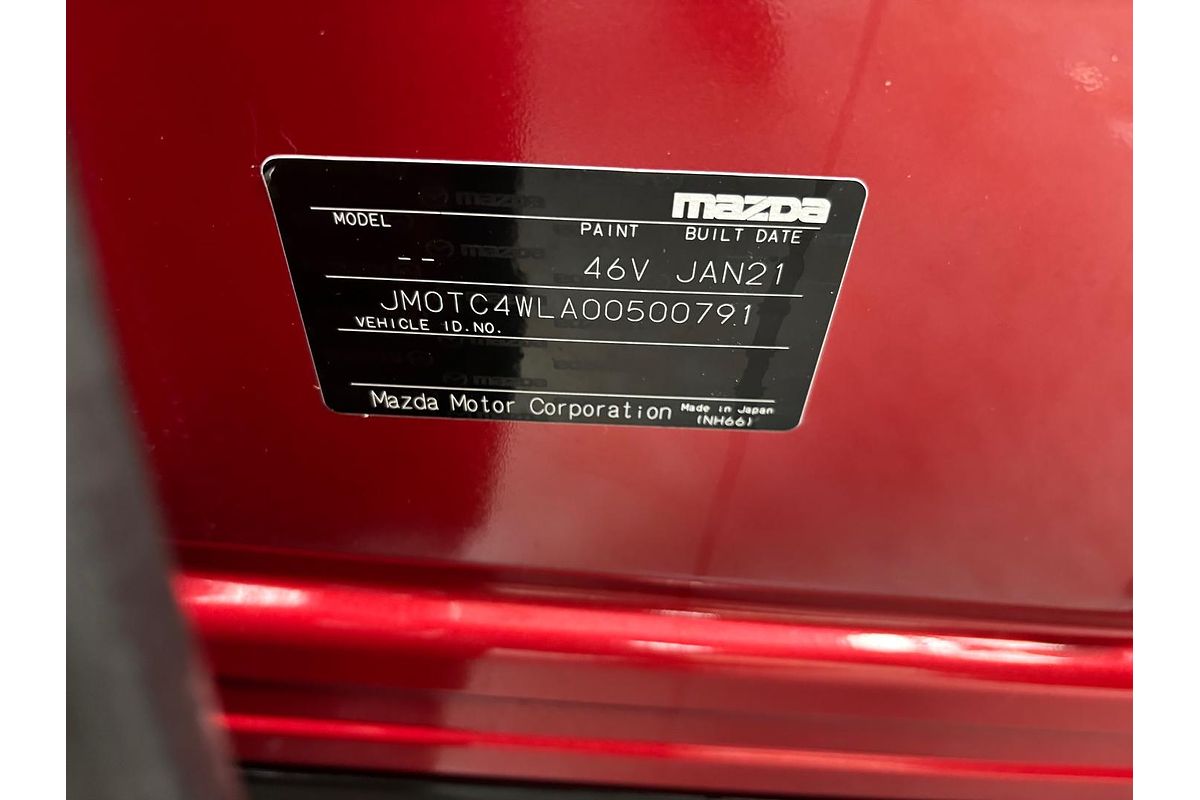 mazda
MODEL PAINT BUILT DATE
-- 46V JAN21
JM0TC4WLA00500791
VEHICLE ID.NO.
Mazda Motor Corporation Made in Japan
(NH66)